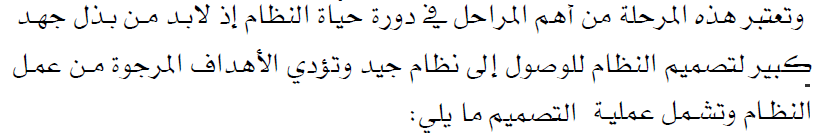 وتعتبر هذه المرحلة من أهم المراحل في دورة حياة النظام إذ لابد من بذل جهد
كبير لتصميم النظام للوصول إلى نظام جيد وتؤدي الأهداف المرجوة من عمل
النظام وتشمل عملية التصميم ما يلي: